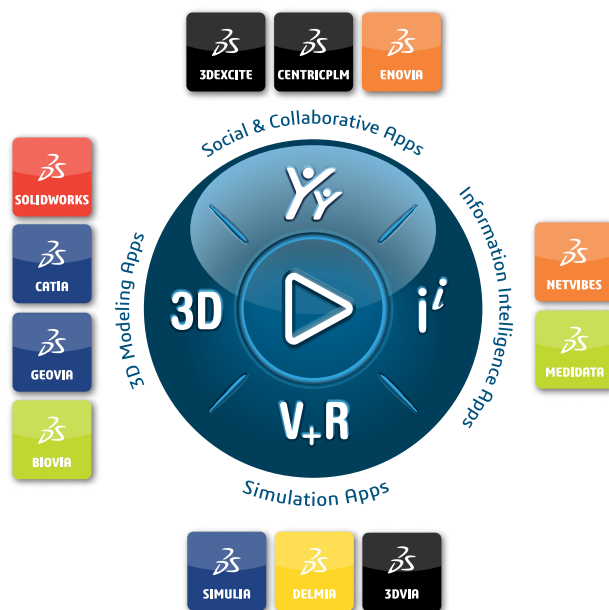 3DEXCITE
CENTRICPLM
ENOVIA
Social & Collaborative Apps
SOLIDWORKS
CATIA
GEOVIA
BIOVIA
3D Modeling Apps
3D
i i
V+R
Information Intelligence Apps
NETVIBES
MEDIDATA
Simulation Apps
SIMULIA
DELMIA
3DVIA